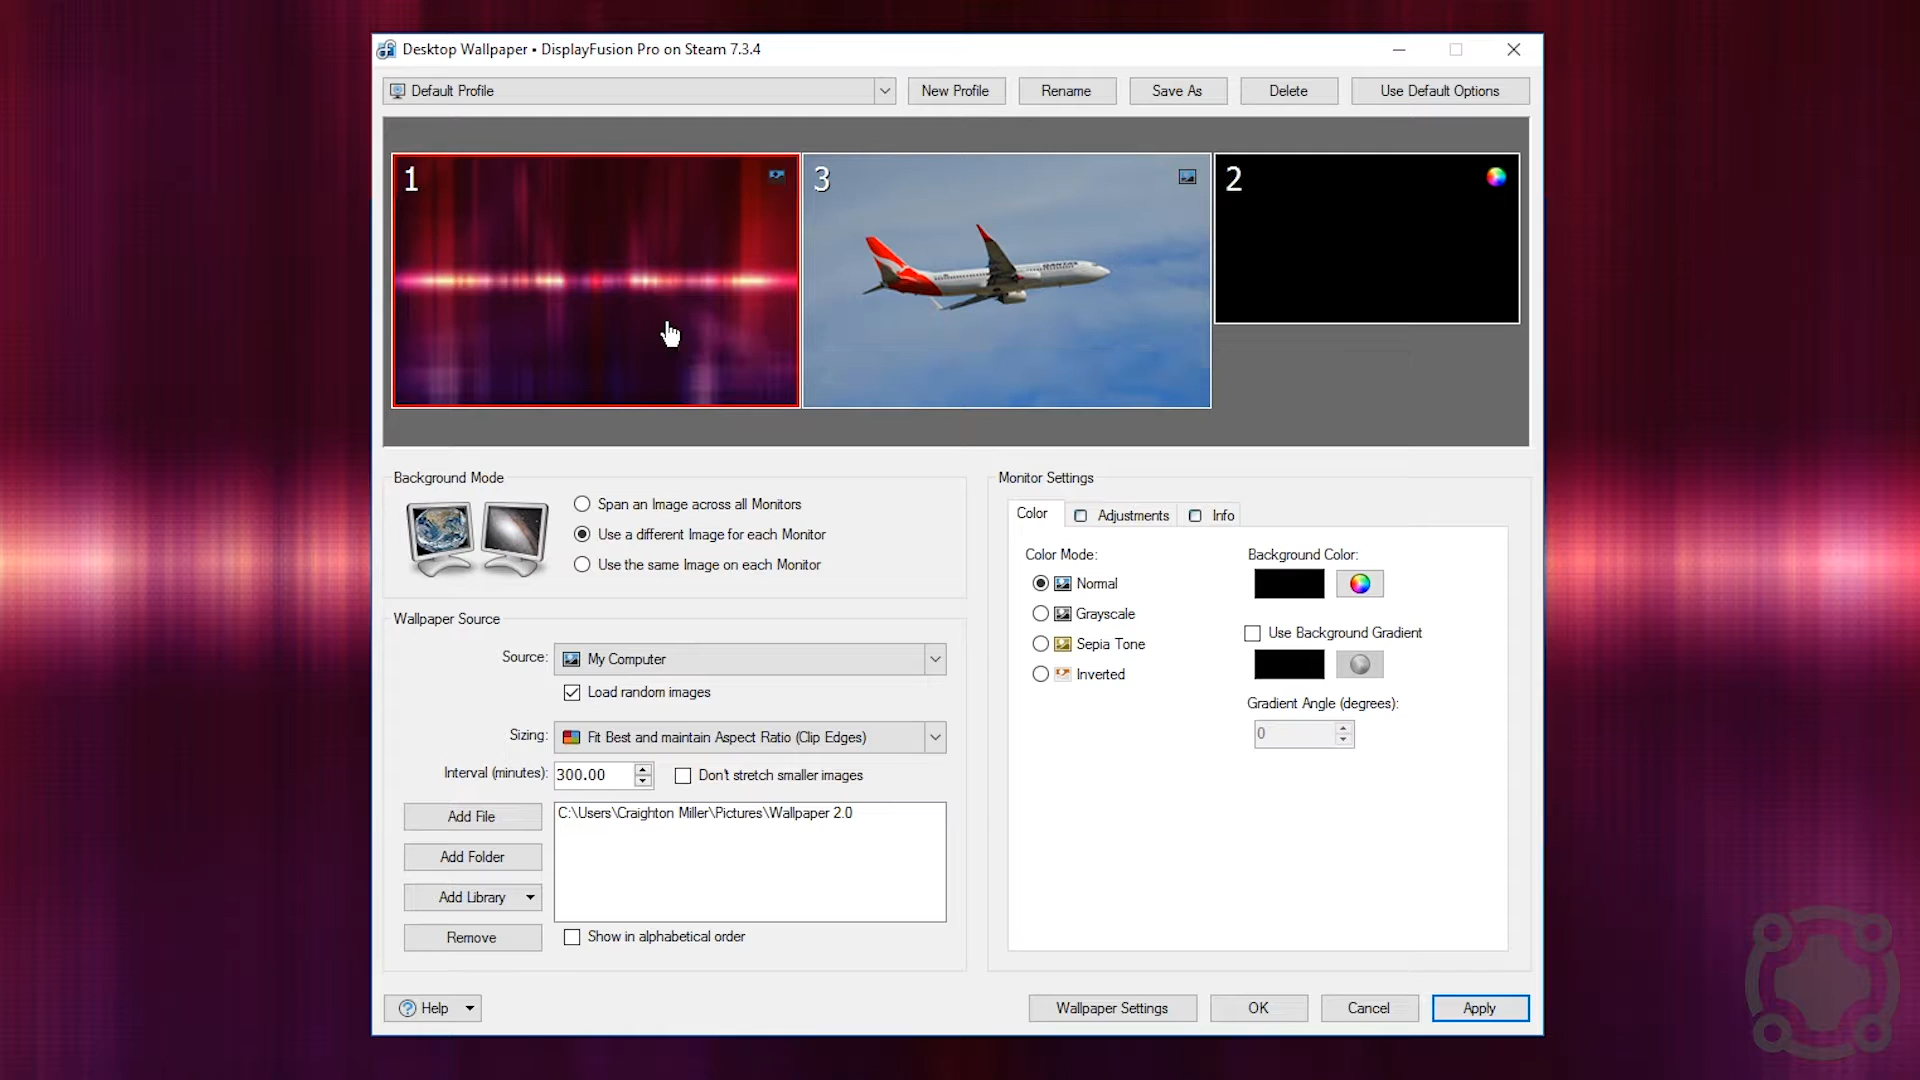 Desktop Wallpaper • DisplayFusion Pro on Steam 7.3.4
Default Profile
New Profile
Rename
Save As
Delete
Use Default Options
1
3
2
QANTAS
Background Mode
Span an Image across all Monitors
Use a different Image for each Monitor
Use the same Image on each Monitor
Wallpaper Source
Source:
My Computer
Load random images
Sizing:
Fit Best and maintain Aspect Ratio (Clip Edges)
Interval (minutes):
300.00
Don't stretch smaller images
Add File
Add Folder
Add Library
Remove
C:\Users\Craighton Miller\Pictures\Wallpaper 2.0
Show in alphabetical order
Monitor Settings
Color
Adjustments
Info
Color Mode:
Normal
Grayscale
Sepia Tone
Inverted
Background Color:
Use Background Gradient
Gradient Angle (degrees):
0
Help
Wallpaper Settings
OK
Cancel
Apply